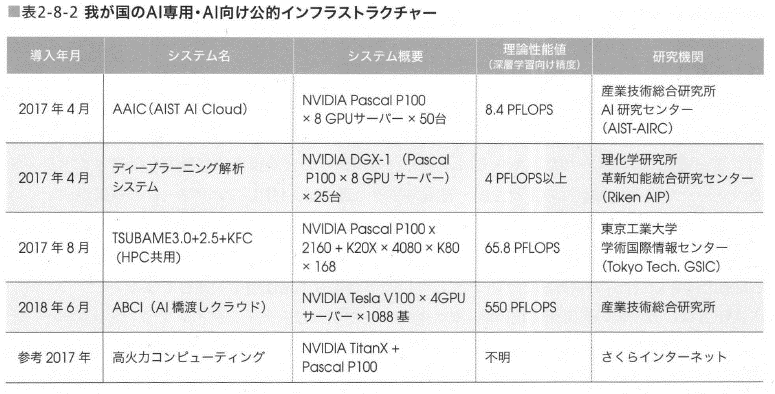 ■表2-8-2 我が国のAI専用・AI向け公的インフラストラクチャー
導入年月 システム名 システム概要 理論性能値 研究機関
（深層学習向け精度）
2017年4月 AAIC（AIST AI Cloud） NVIDIA Pascal P100 8.4 PFLOPS 産業技術総合研究所
× 8 GPUサーバー × 50台 AI 研究センター
（AIST-AIRC）
2017年4月 ディープラーニング解析 NVIDIA DGX-1 （Pascal 4 PFLOPS以上 理化学研究所
システム P100 × 8 GPU サーバー） 革新知能統合研究センター
× 25台 （Riken AIP）
2017年8月 TSUBAME3.0+2.5+KFC NVIDIA Pascal P100 x 65.8 PFLOPS 東京工業大学
（HPC共用） 2160 + K20X × 4080 × K80 学術国際情報センター
× 168 （Tokyo Tech. GSIC）
2018年6月 ABCI（AI 橋渡しクラウド） NVIDIA Tesla V100 × 4GPU 550 PFLOPS 産業技術総合研究所
サーバー ×1088 基
参考 2017年 高火力コンピューティング NVIDIA TitanX + 不明 さくらインターネット
Pascal P100